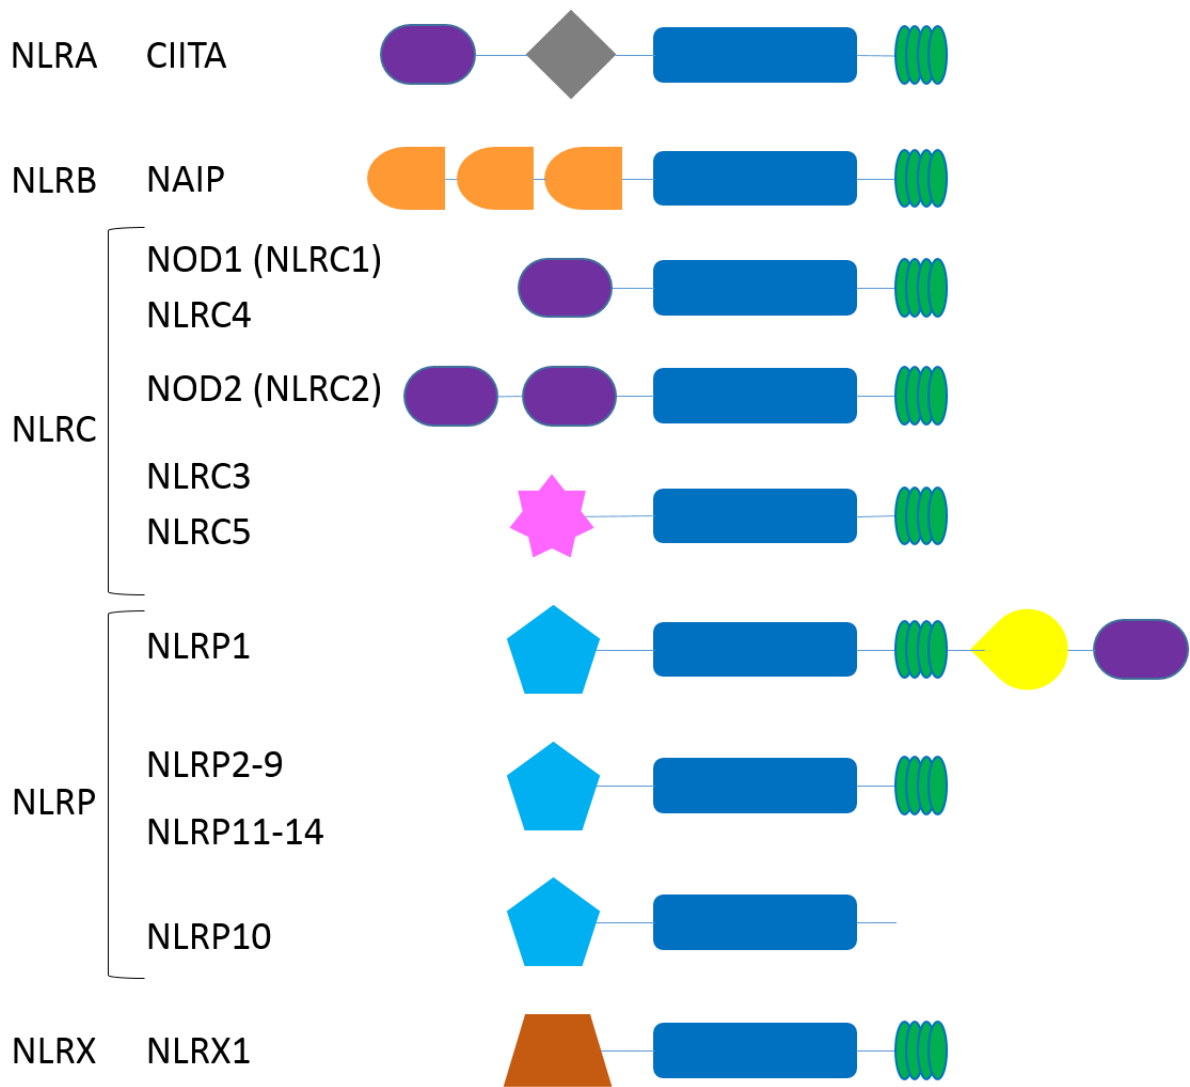 NLRA CIITA
NLRB NAIP
NOD1 (NLRC1)
NLRC4
NOD2 (NLRC2)
NLRC
NLRC3
NLRC5
NLRP1
NLRP2-9
NLRP
NLRP11-14
NLRP10
NLRX NLRX1